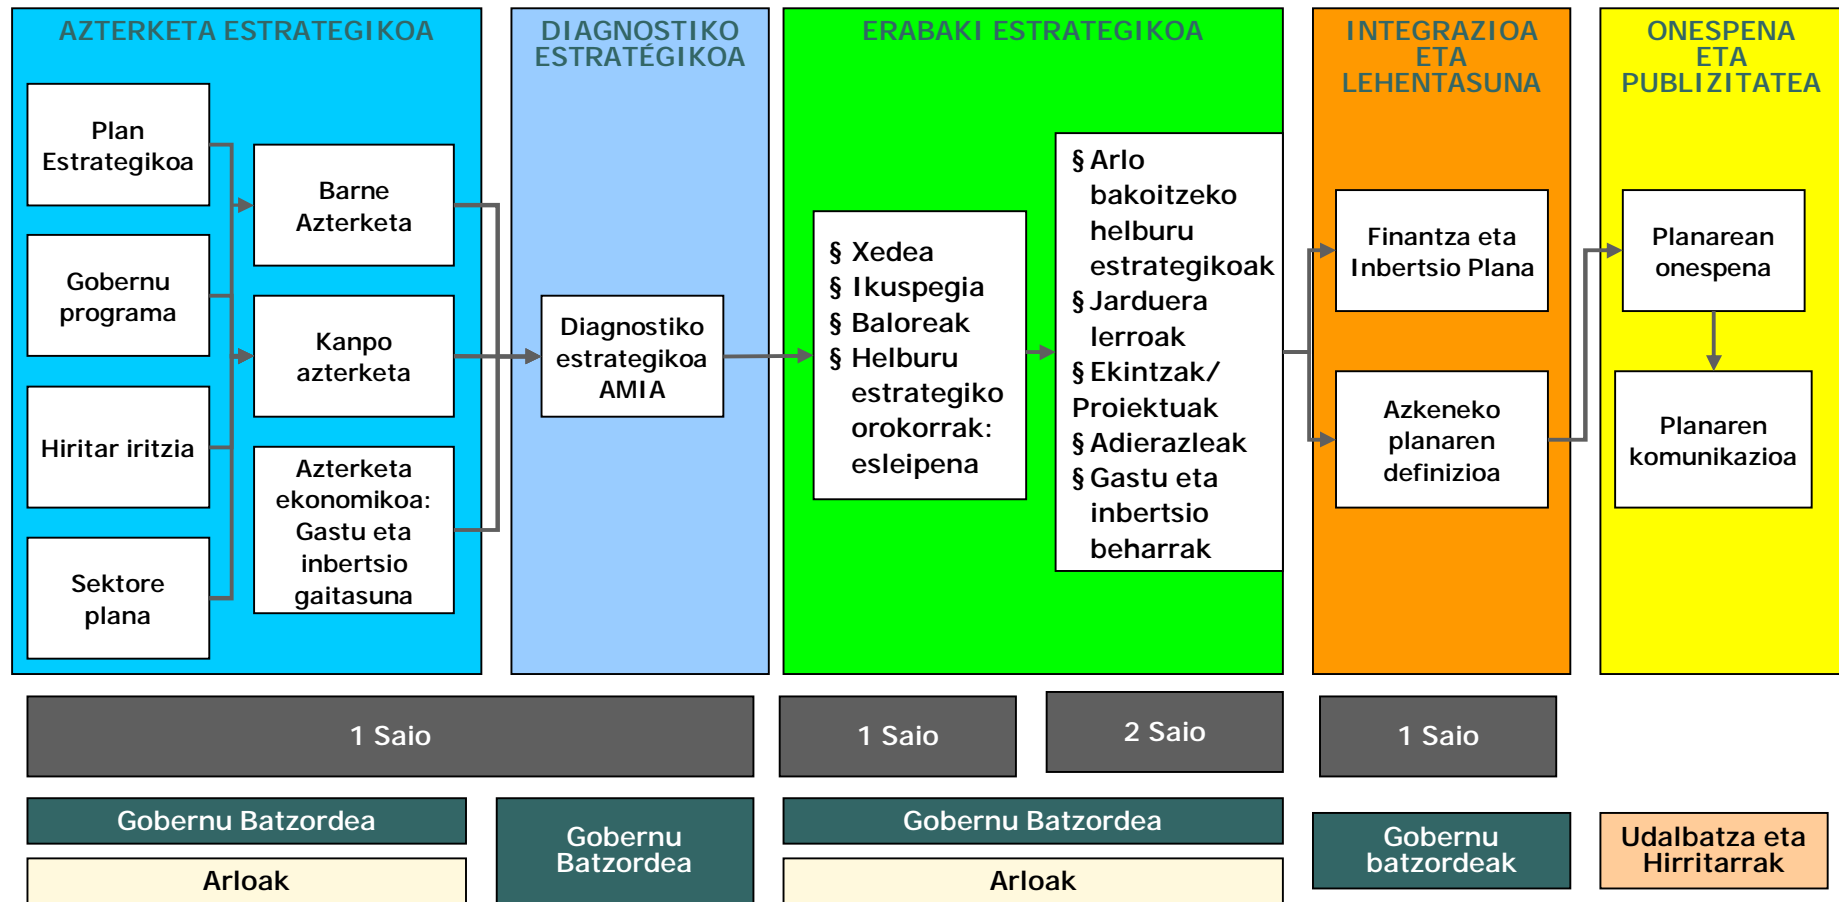 AZTERKETA ESTRATEGIKOA
Plan
Estrategikoa
Gobernu
programa
Hiritar iritzia
Sektore
plana
Barne
Azterketa
Kanpo
azterketa
Azterketa
ekonomikoa:
Gastu eta
inbertsio
gaitasuna
DIAGNOSTIKO
ESTRATÉGIKOA
Diagnostiko
estrategikoa
AMIA
ERABAKI ESTRATEGIKOA
§ Xedea
§ Ikuspegia
§ Baloreak
§ Helburu
estrategiko
orokorrak:
esleipena
§ Arlo
bakoitzeko
helburu
estrategikoak
§ Jarduera
lerroak
§ Ekintzak/
Proiektuak
§ Adierazleak
§ Gastu eta
inbertsio
beharrak
INTEGRAZIOA
ETA
LEHENTASUNA
Finantza eta
Inbertsio Plana
Azkeneko
planaren
definizioa
ONESPENA
ETA
PUBLIZITATEA
Planarean
onespena
Planaren
komunikazioa
1 Saio
1 Saio
2 Saio
1 Saio
Gobernu Batzordea
Arloak
Gobernu
Batzordea
Gobernu Batzordea
Arloak
Gobernu
batzordeak
Udalbatza eta
Hirritarrak